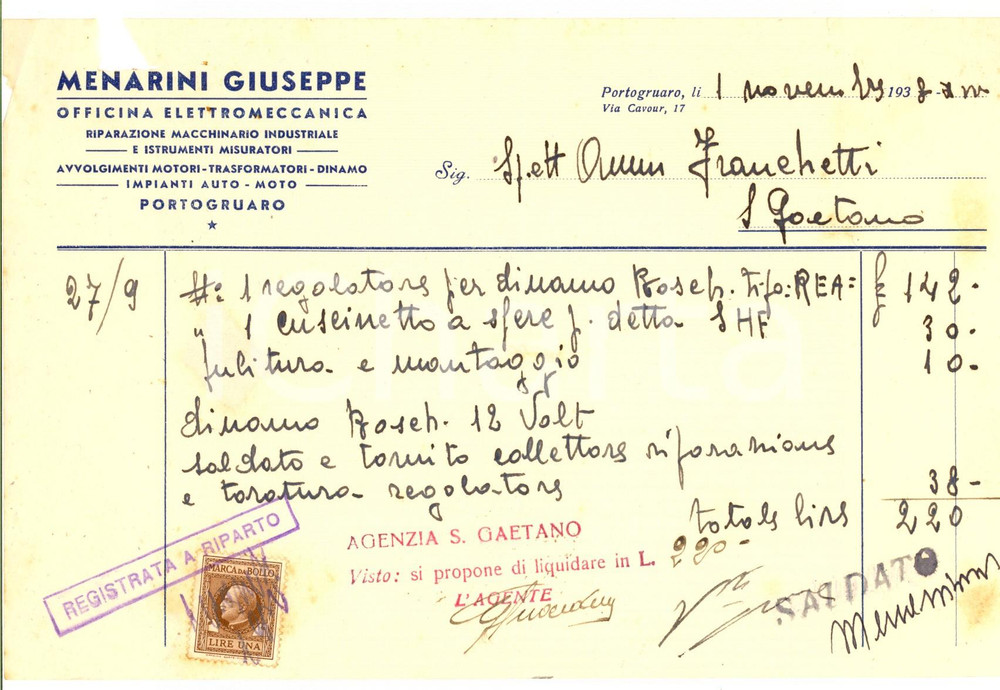 MENARINI GIUSEPPE
OFFICINA ELETTROMECCANICA
RIPARAZIONE MACCHINARIO INDUSTRIALE
E ISTRUMENTI MISURATORI
AVVOLGIMENTI MOTORI - TRASFORMATORI - DINAMO
IMPIANTI AUTO - MOTO
PORTOGRUARO
Portogruaro, li 1 novembre 1938
Via Cavour, 17
Sig. Spett Amm Franchetti
S Gaetano
27/9 N: 1 regolatore per dinamo Bosch. tipo: REA = £ 142 -
" 1 cuscinetto a sfere p. detta SHF 30 -
pulitura e montaggio 10 -
dinamo Bosch. 12 Volt
saldato e tornito collettore riparazione
e taratura regolatore 38 -
totale lire 220
REGISTRATA A RIPARTO
AGENZIA S. GAETANO
Visto: si propone di liquidare in L. 220 -
L'AGENTE
SALDATO
MARCA DA BOLLO
LIRE UNA